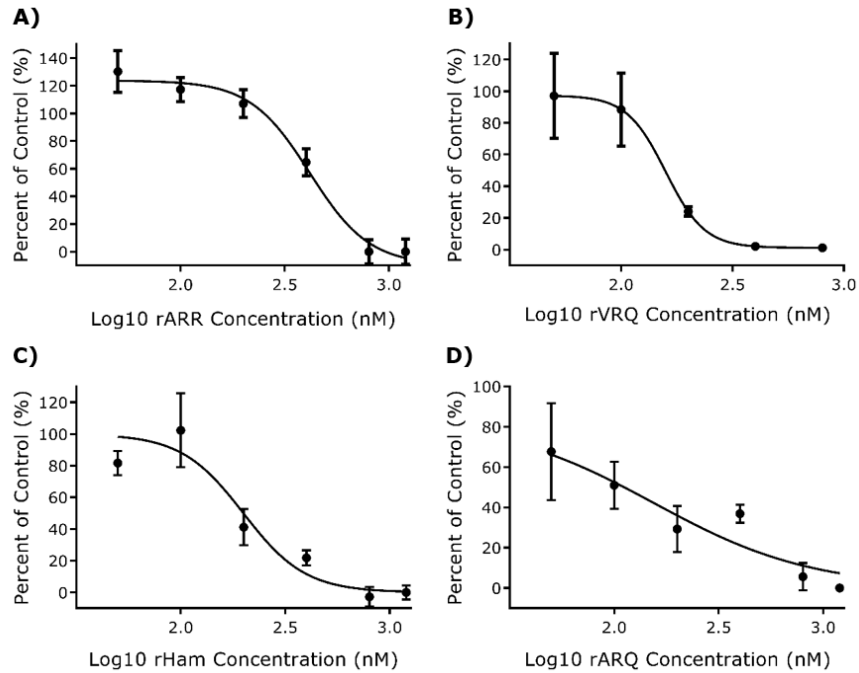 A)
Percent of Control (%)
140
120
100
80
60
40
20
0
2.0 2.5 3.0
Log10 rARR Concentration (nM)
B)
Percent of Control (%)
120
100
80
60
40
20
0
2.0 2.5 3.0
Log10 rVRQ Concentration (nM)
C)
Percent of Control (%)
120
100
80
60
40
20
0
2.0 2.5 3.0
Log10 rHam Concentration (nM)
D)
Percent of Control (%)
100
80
60
40
20
0
2.0 2.5 3.0
Log10 rARQ Concentration (nM)